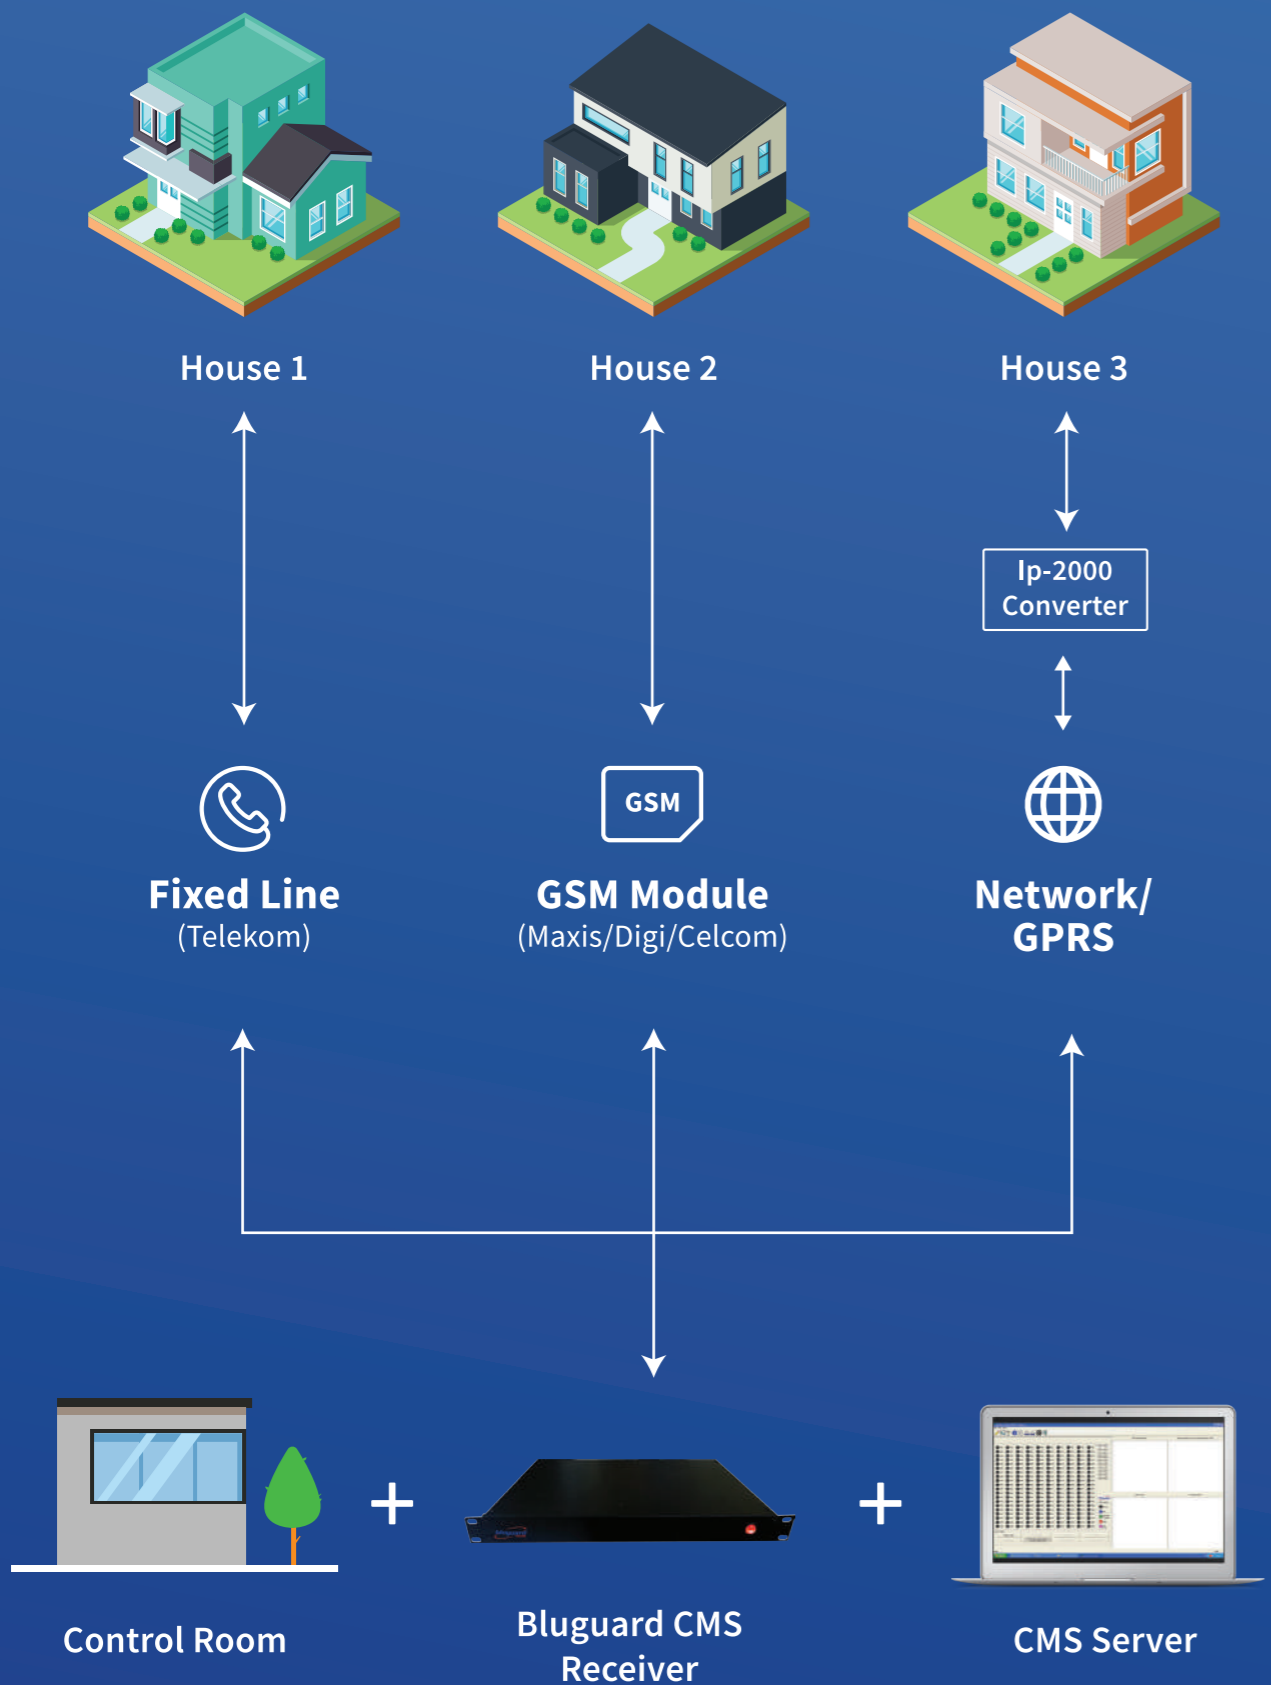 House 1
House 2
House 3
Ip-2000
Converter
GSM
Fixed Line
(Telekom)
GSM Module
(Maxis/Digi/Celcom)
Network/
GPRS
+
+
Control Room
Bluguard CMS
Receiver
CMS Server